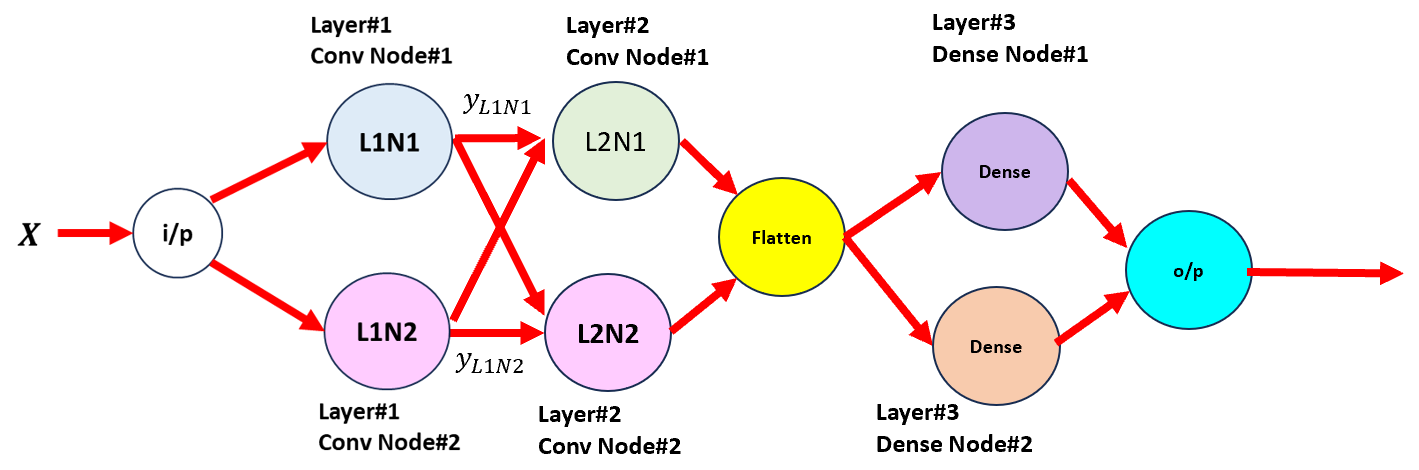 Layer#1
Conv Node#1
Layer#2
Conv Node#1
Layer#3
Dense Node#1
y_{L1N1}
L1N1
L2N1
Dense
X
i/p
Flatten
o/p
L1N2
L2N2
Dense
y_{L1N2}
Layer#1
Conv Node#2
Layer#2
Conv Node#2
Layer#3
Dense Node#2